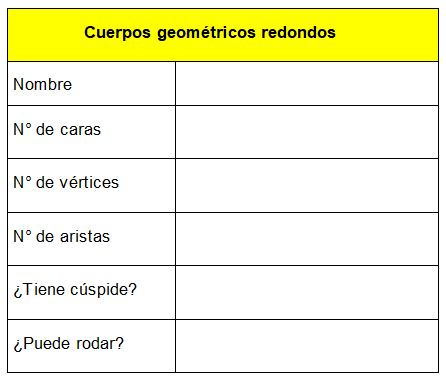 Cuerpos geométricos redondos
Nombre
N° de caras
N° de vértices
N° de aristas
¿Tiene cúspide?
¿Puede rodar?